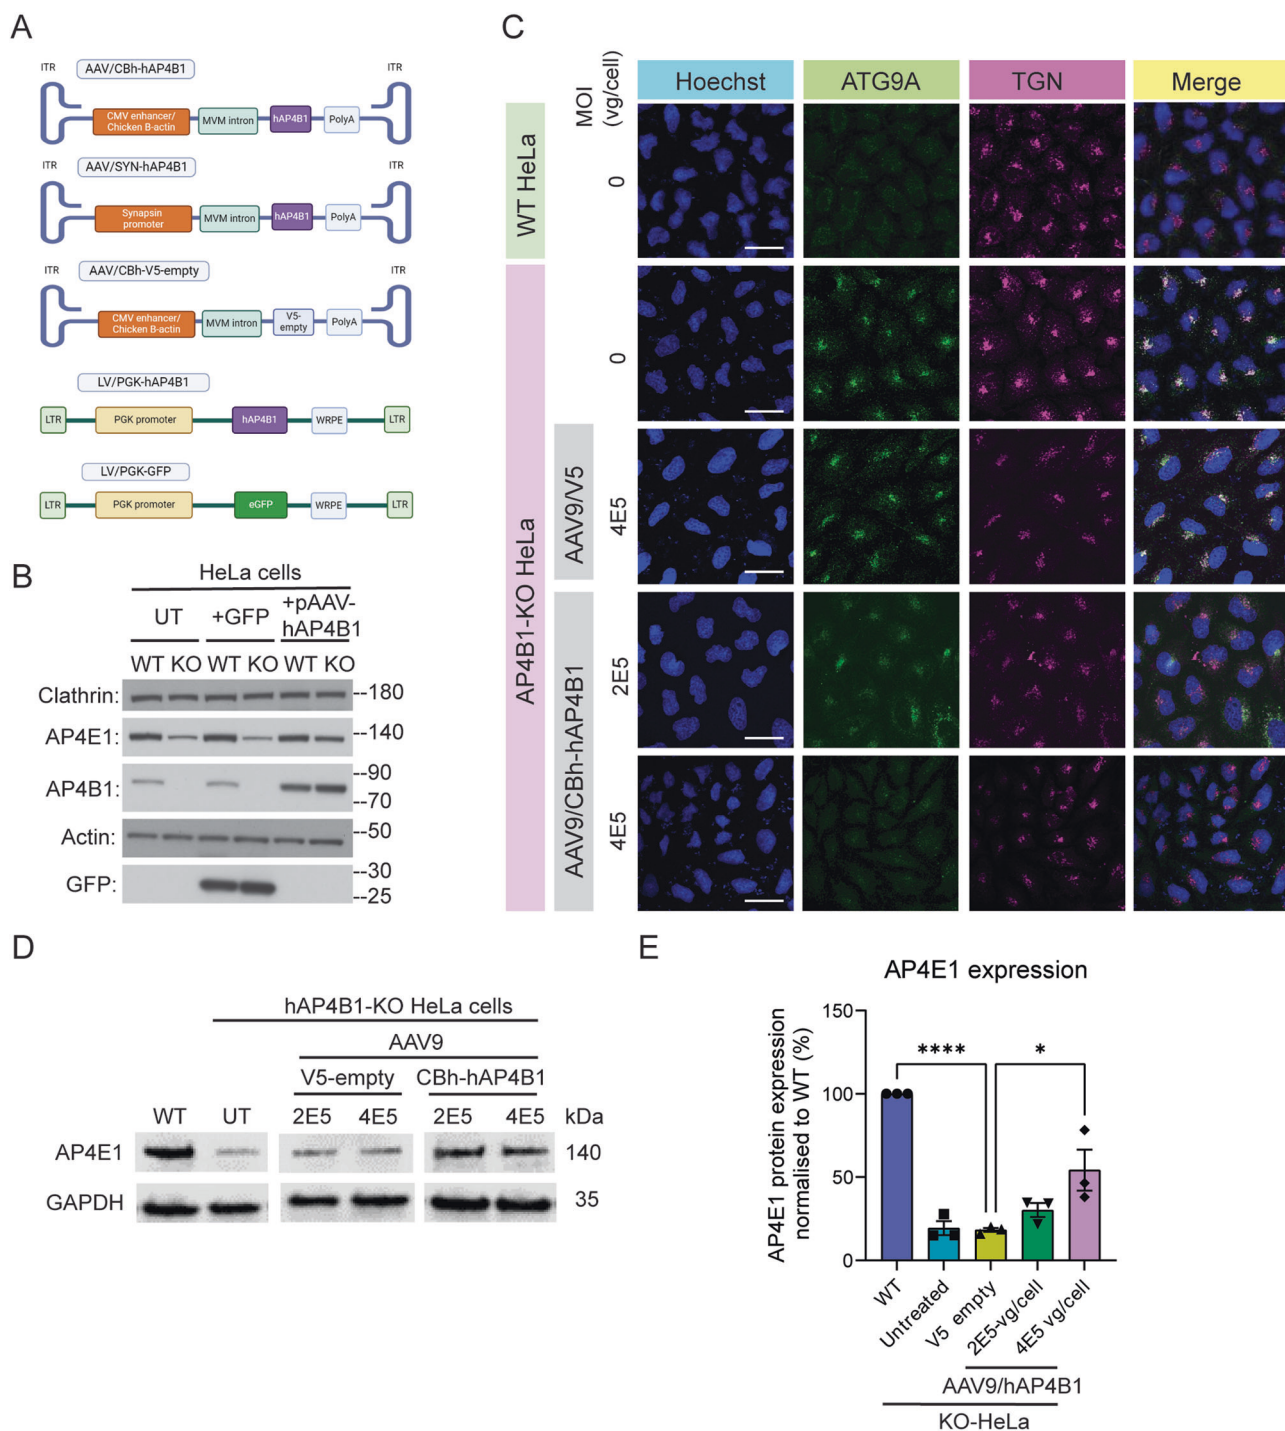 A
ITR
AAV/CBh-hAP4B1
ITR
CMV enhancer/
Chicken B-actin
MVM intron
hAP4B1
PolyA
ITR
AAV/SYN-hAP4B1
ITR
Synapsin
promoter
MVM intron
hAP4B1
PolyA
ITR
AAV/CBh-V5-empty
ITR
CMV enhancer/
Chicken B-actin
MVM intron
V5-
empty
PolyA
LV/PGK-hAP4B1
LTR
PGK promoter
hAP4B1
WRPE
LTR
LV/PGK-GFP
LTR
PGK promoter
eGFP
WRPE
LTR
B
HeLa cells
UT
+GFP
+pAAV-
hAP4B1
WT KO WT KO WT KO
Clathrin: --180
AP4E1: --140
AP4B1: --90
--70
Actin: --50
GFP: --30
--25
C
MOI
(vg/cell)
Hoechst
ATG9A
TGN
Merge
WT HeLa
0
AP4B1-KO HeLa
0
AAV9/V5
4E5
AAV9/CBh-hAP4B1
2E5
4E5
D
hAP4B1-KO HeLa cells
AAV9
V5-empty CBh-hAP4B1
WT UT 2E5 4E5 2E5 4E5 kDa
AP4E1 140
GAPDH 35
E
AP4E1 expression
AP4E1 protein expression
normalised to WT (%)
150
100
50
0
****
*
WT
Untreated
V5 empty
2E5-vg/cell
4E5 vg/cell
AAV9/hAP4B1
KO-HeLa